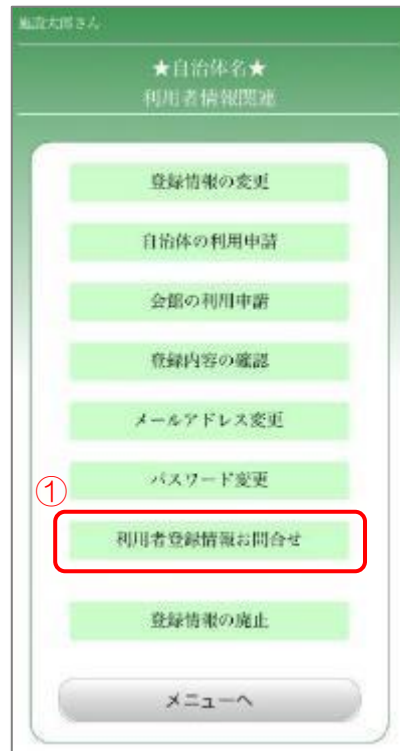 施設太郎さん
★自治体名★
利用者情報関連
登録情報の変更
自治体の利用申請
会館の利用申請
登録内容の確認
メールアドレス変更
パスワード変更
①
利用者登録情報お問合せ
登録情報の廃止
メニューへ